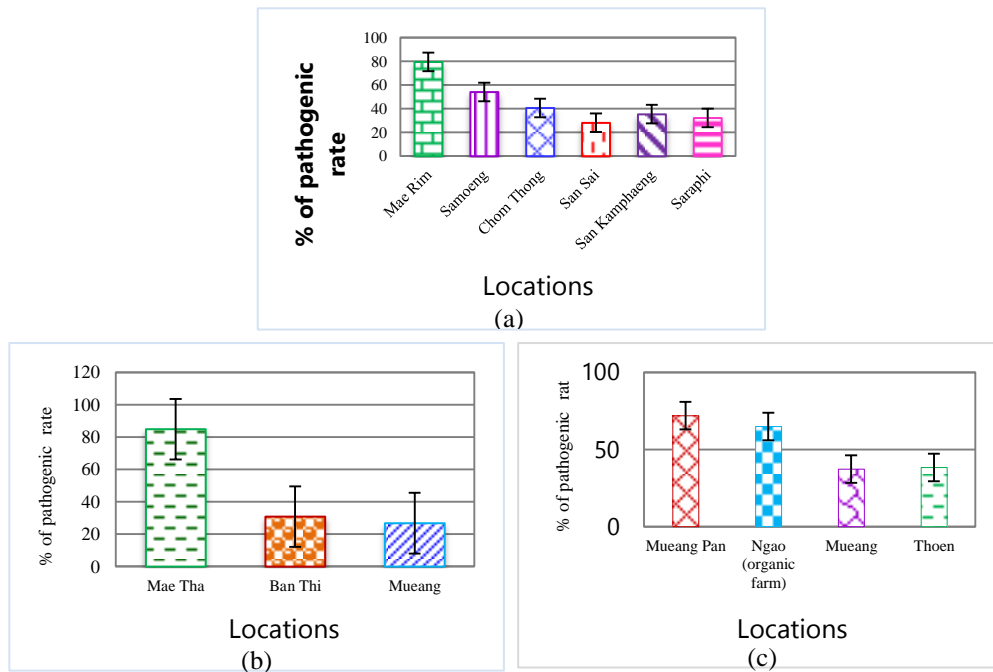 % of pathogenic
rate
100
80
60
40
20
0
Mae Rim
Samoeng
Chom Thong
San Sai
San Kamphaeng
Saraphi
Locations
(a)
% of pathogenic rate
120
100
80
60
40
20
0
Mae Tha
Ban Thi
Mueang
Locations
(b)
% of pathogenic rat
100
50
0
Mueang Pan
Ngao
(organic
farm)
Mueang
Thoen
Locations
(c)